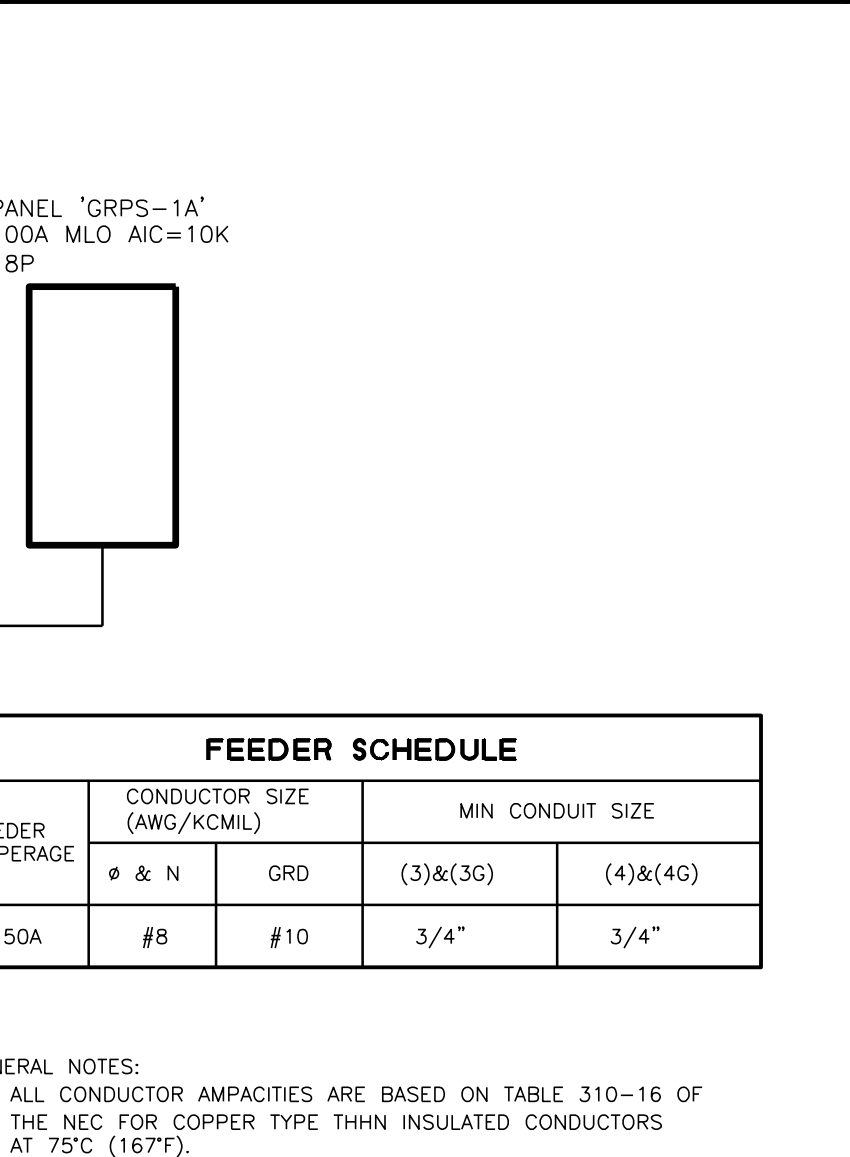 PANEL 'GRPS-1A'
00A MLO AIC=10K
8P
FEEDER SCHEDULE
CONDUCTOR SIZE
(AWG/KCMIL)
MIN CONDUIT SIZE
EDER
PERAGE
ø & N
GRD
(3)&(3G)
(4)&(4G)
50A
#8
#10
3/4"
3/4"
NERAL NOTES:
ALL CONDUCTOR AMPACITIES ARE BASED ON TABLE 310-16 OF
THE NEC FOR COPPER TYPE THHN INSULATED CONDUCTORS
AT 75°C (167°F).